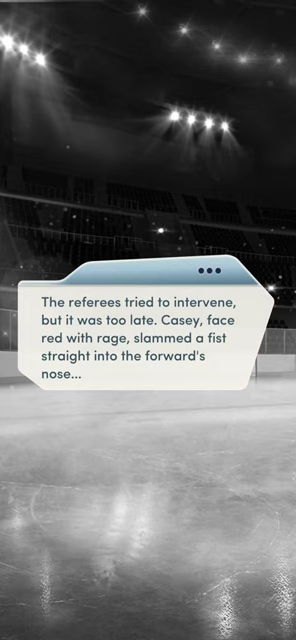 The referees tried to intervene,
but it was too late. Casey, face
red with rage, slammed a fist
straight into the forward's
nose...